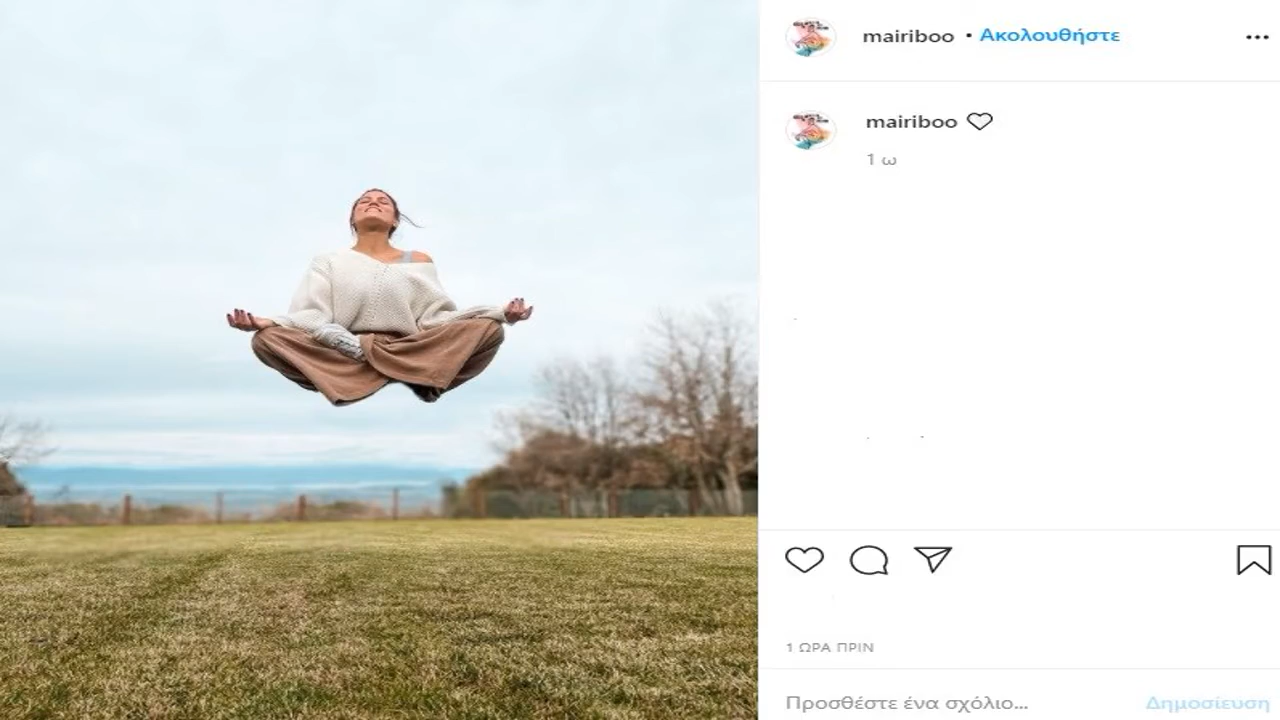 mairiboo • Ακολουθήστε
mairiboo
1 ω
1 ΩΡΑ ΠΡΙΝ
Προσθέστε ένα σχόλιο...
Δημοσίευση